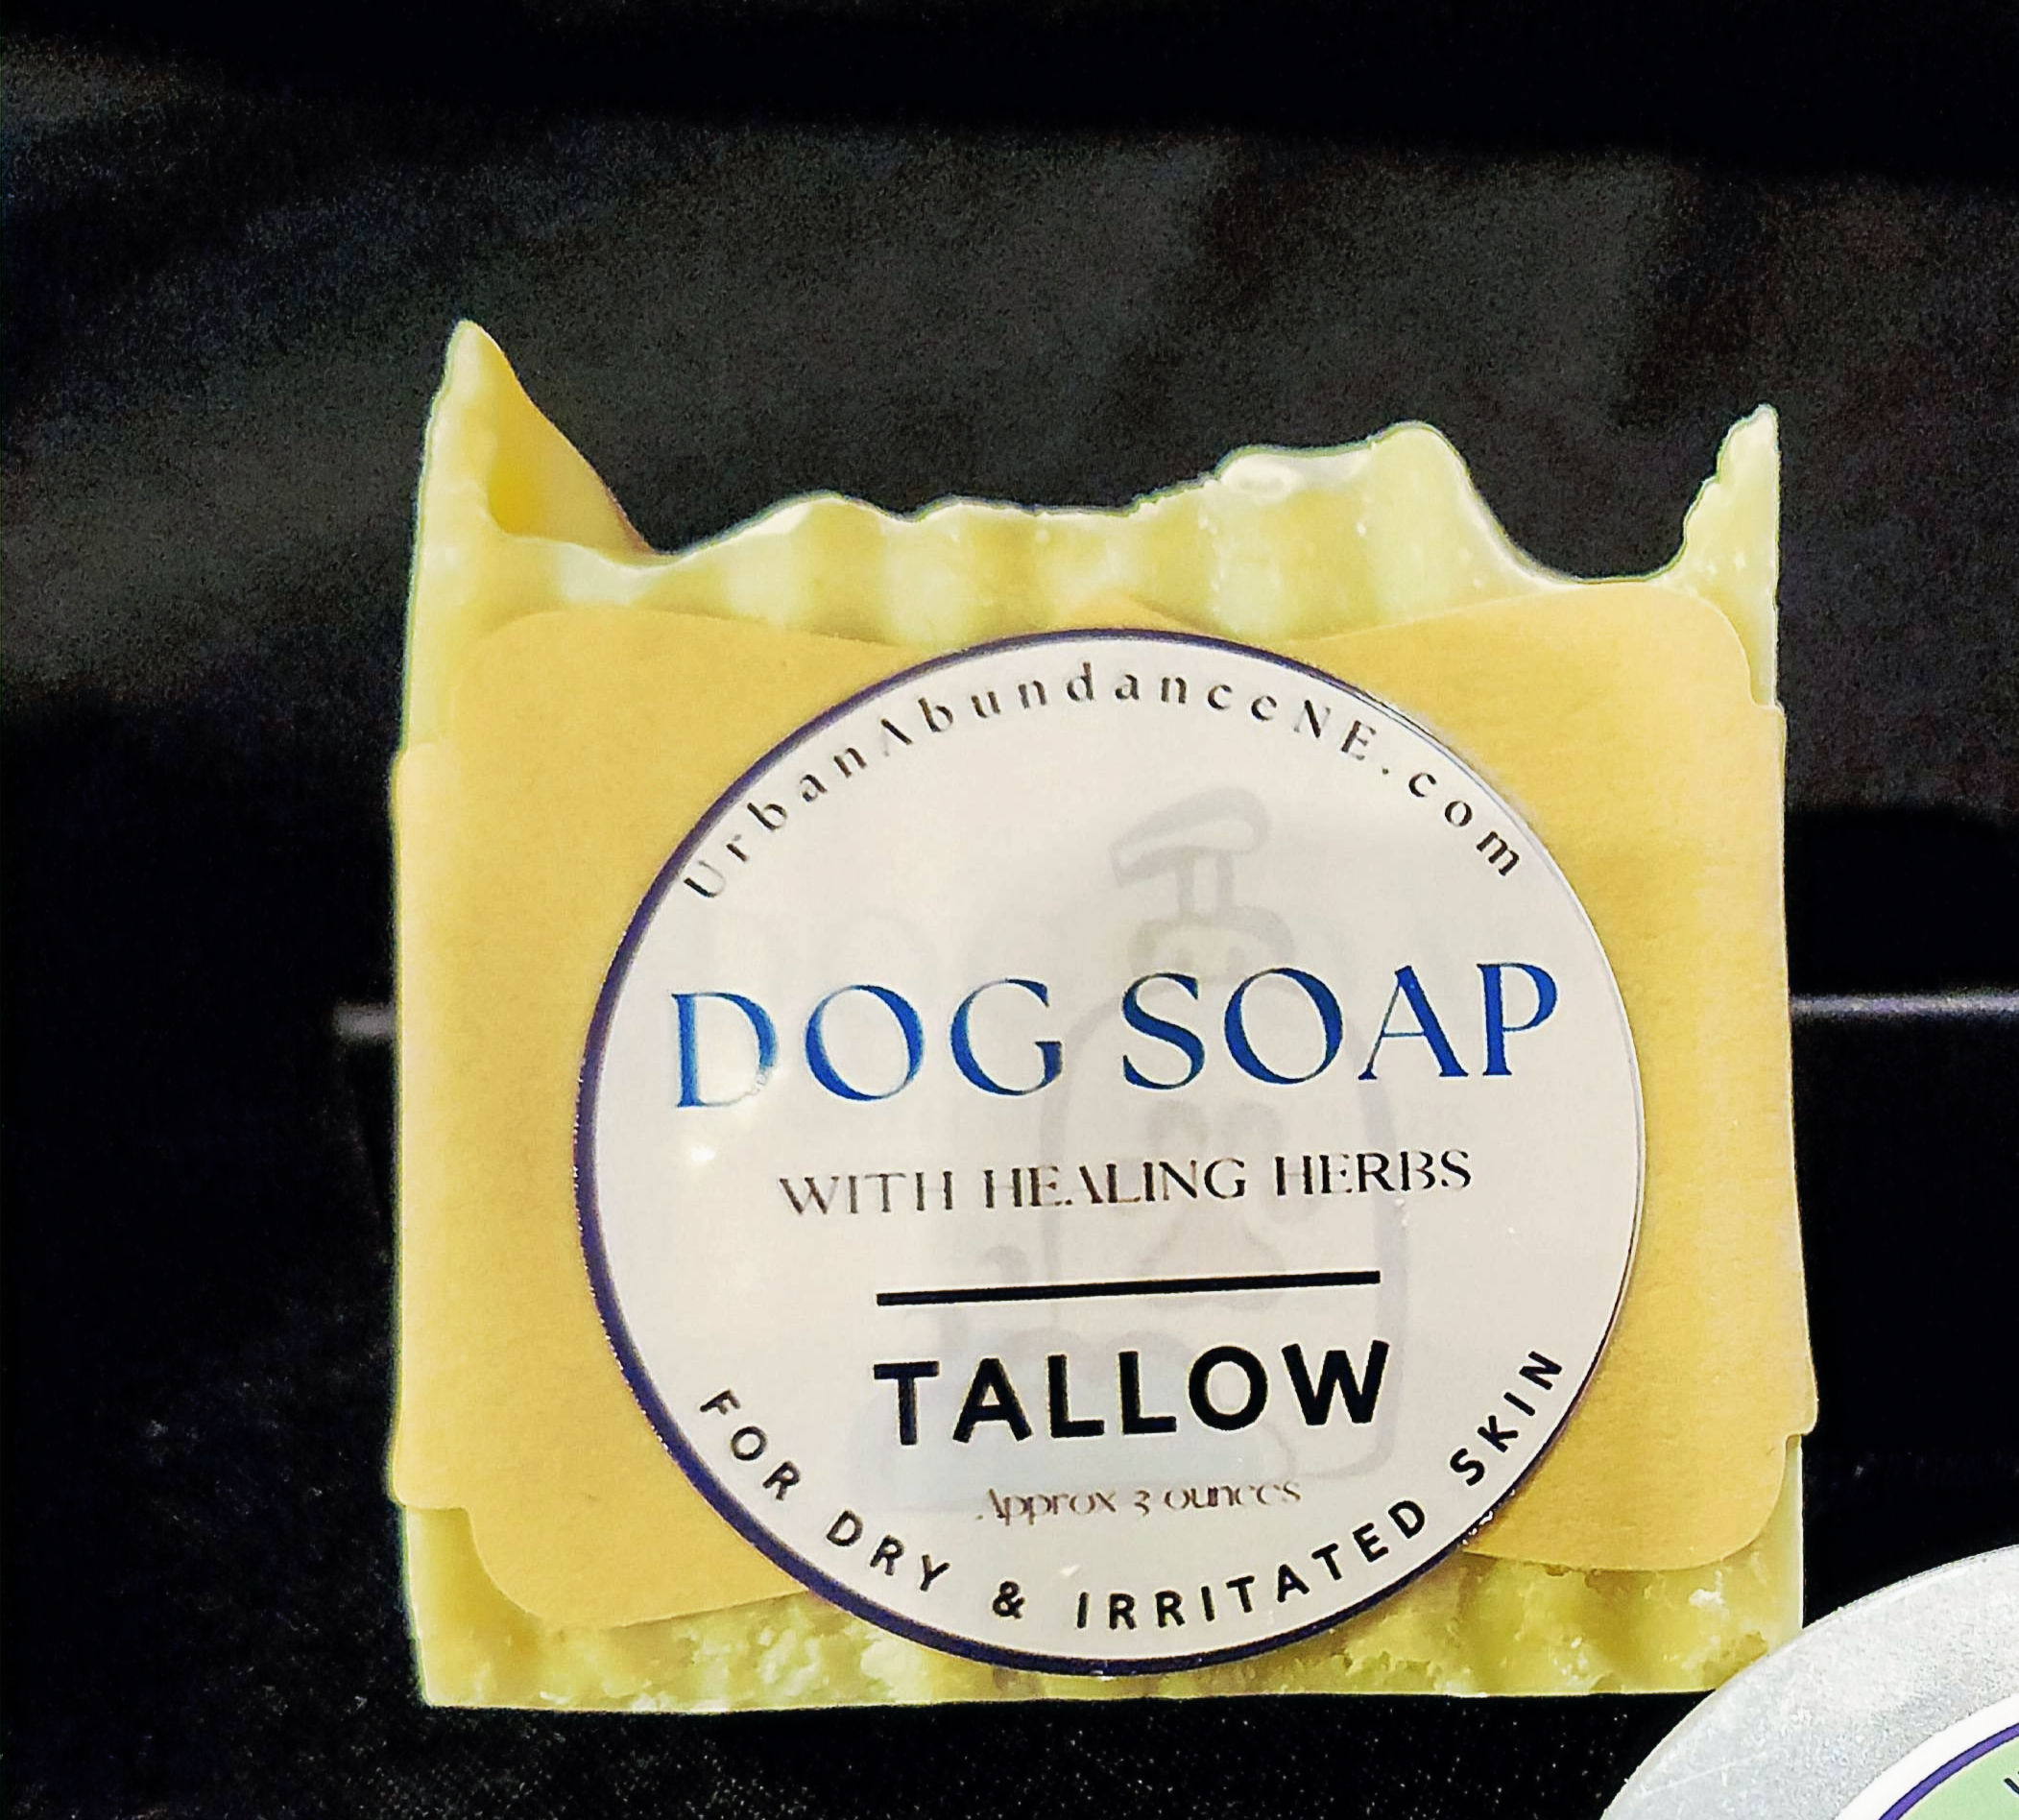 UrbanAbundanceNE.com
DOG SOAP
WITH HEALING HERBS
TALLOW
Approx 3 ounces
FOR DRY & IRRITATED SKIN